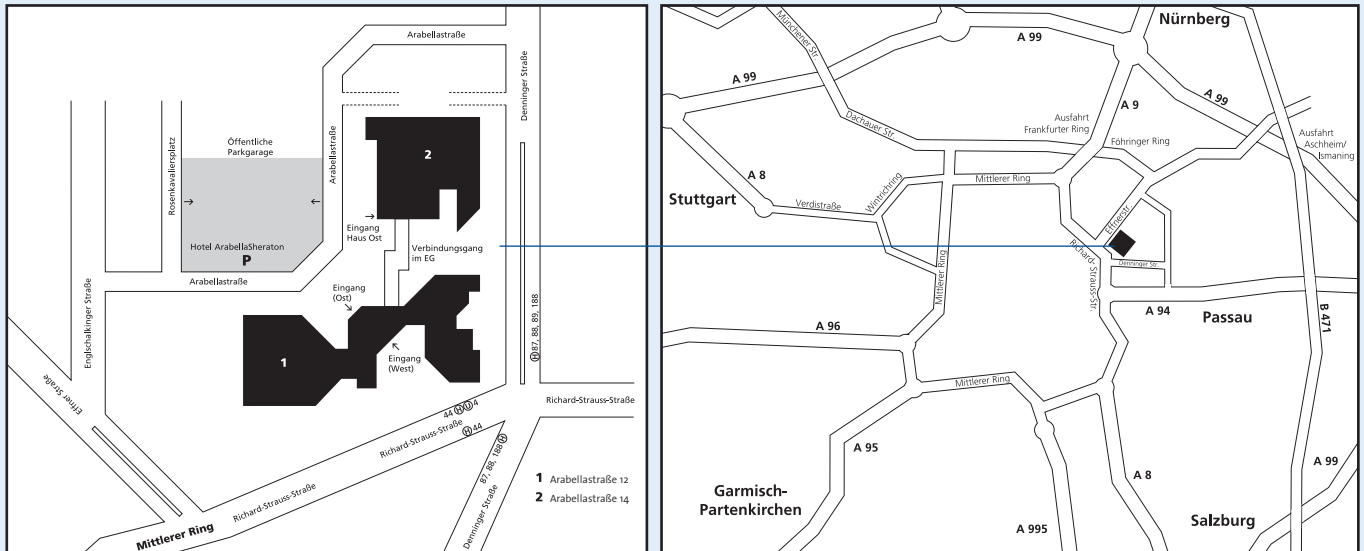 Arabellastraße
Denninger Straße
Öffentliche
Parkgarage
Rosenkavaliersplatz
→
←
Arabellastraße
2
Hotel ArabellaSheraton
P
→
Eingang
Haus Ost
Verbindungsgang
im EG
Arabellastraße
Eingang
(Ost)
Englschalkinger Straße
1
Eingang
(West)
Ⓗ 87, 88, 89, 188
Effner Straße
Richard-Strauss-Straße
44 ⒽⓊ4
Richard-Strauss-Straße
Ⓗ44
87, 88, 188 Ⓗ
Denninger Straße
Richard-Strauss-Straße
Mittlerer Ring
1 Arabellastraße 12
2 Arabellastraße 14
Münchener Str.
Nürnberg
A 99
A 99
A 99
A 9
Dachauer Str.
Ausfahrt
Frankfurter Ring
Föhringer Ring
Ausfahrt
Aschheim/
Ismaning
A 8
Stuttgart
Wintrichring
Verdistraße
Mittlerer Ring
Effnerstr.
Richard-
Strauss-Str.
Denninger Str.
Mittlerer Ring
A 94
Passau
B 471
A 96
Mittlerer Ring
A 95
A 8
A 99
Garmisch-
Partenkirchen
A 995
Salzburg